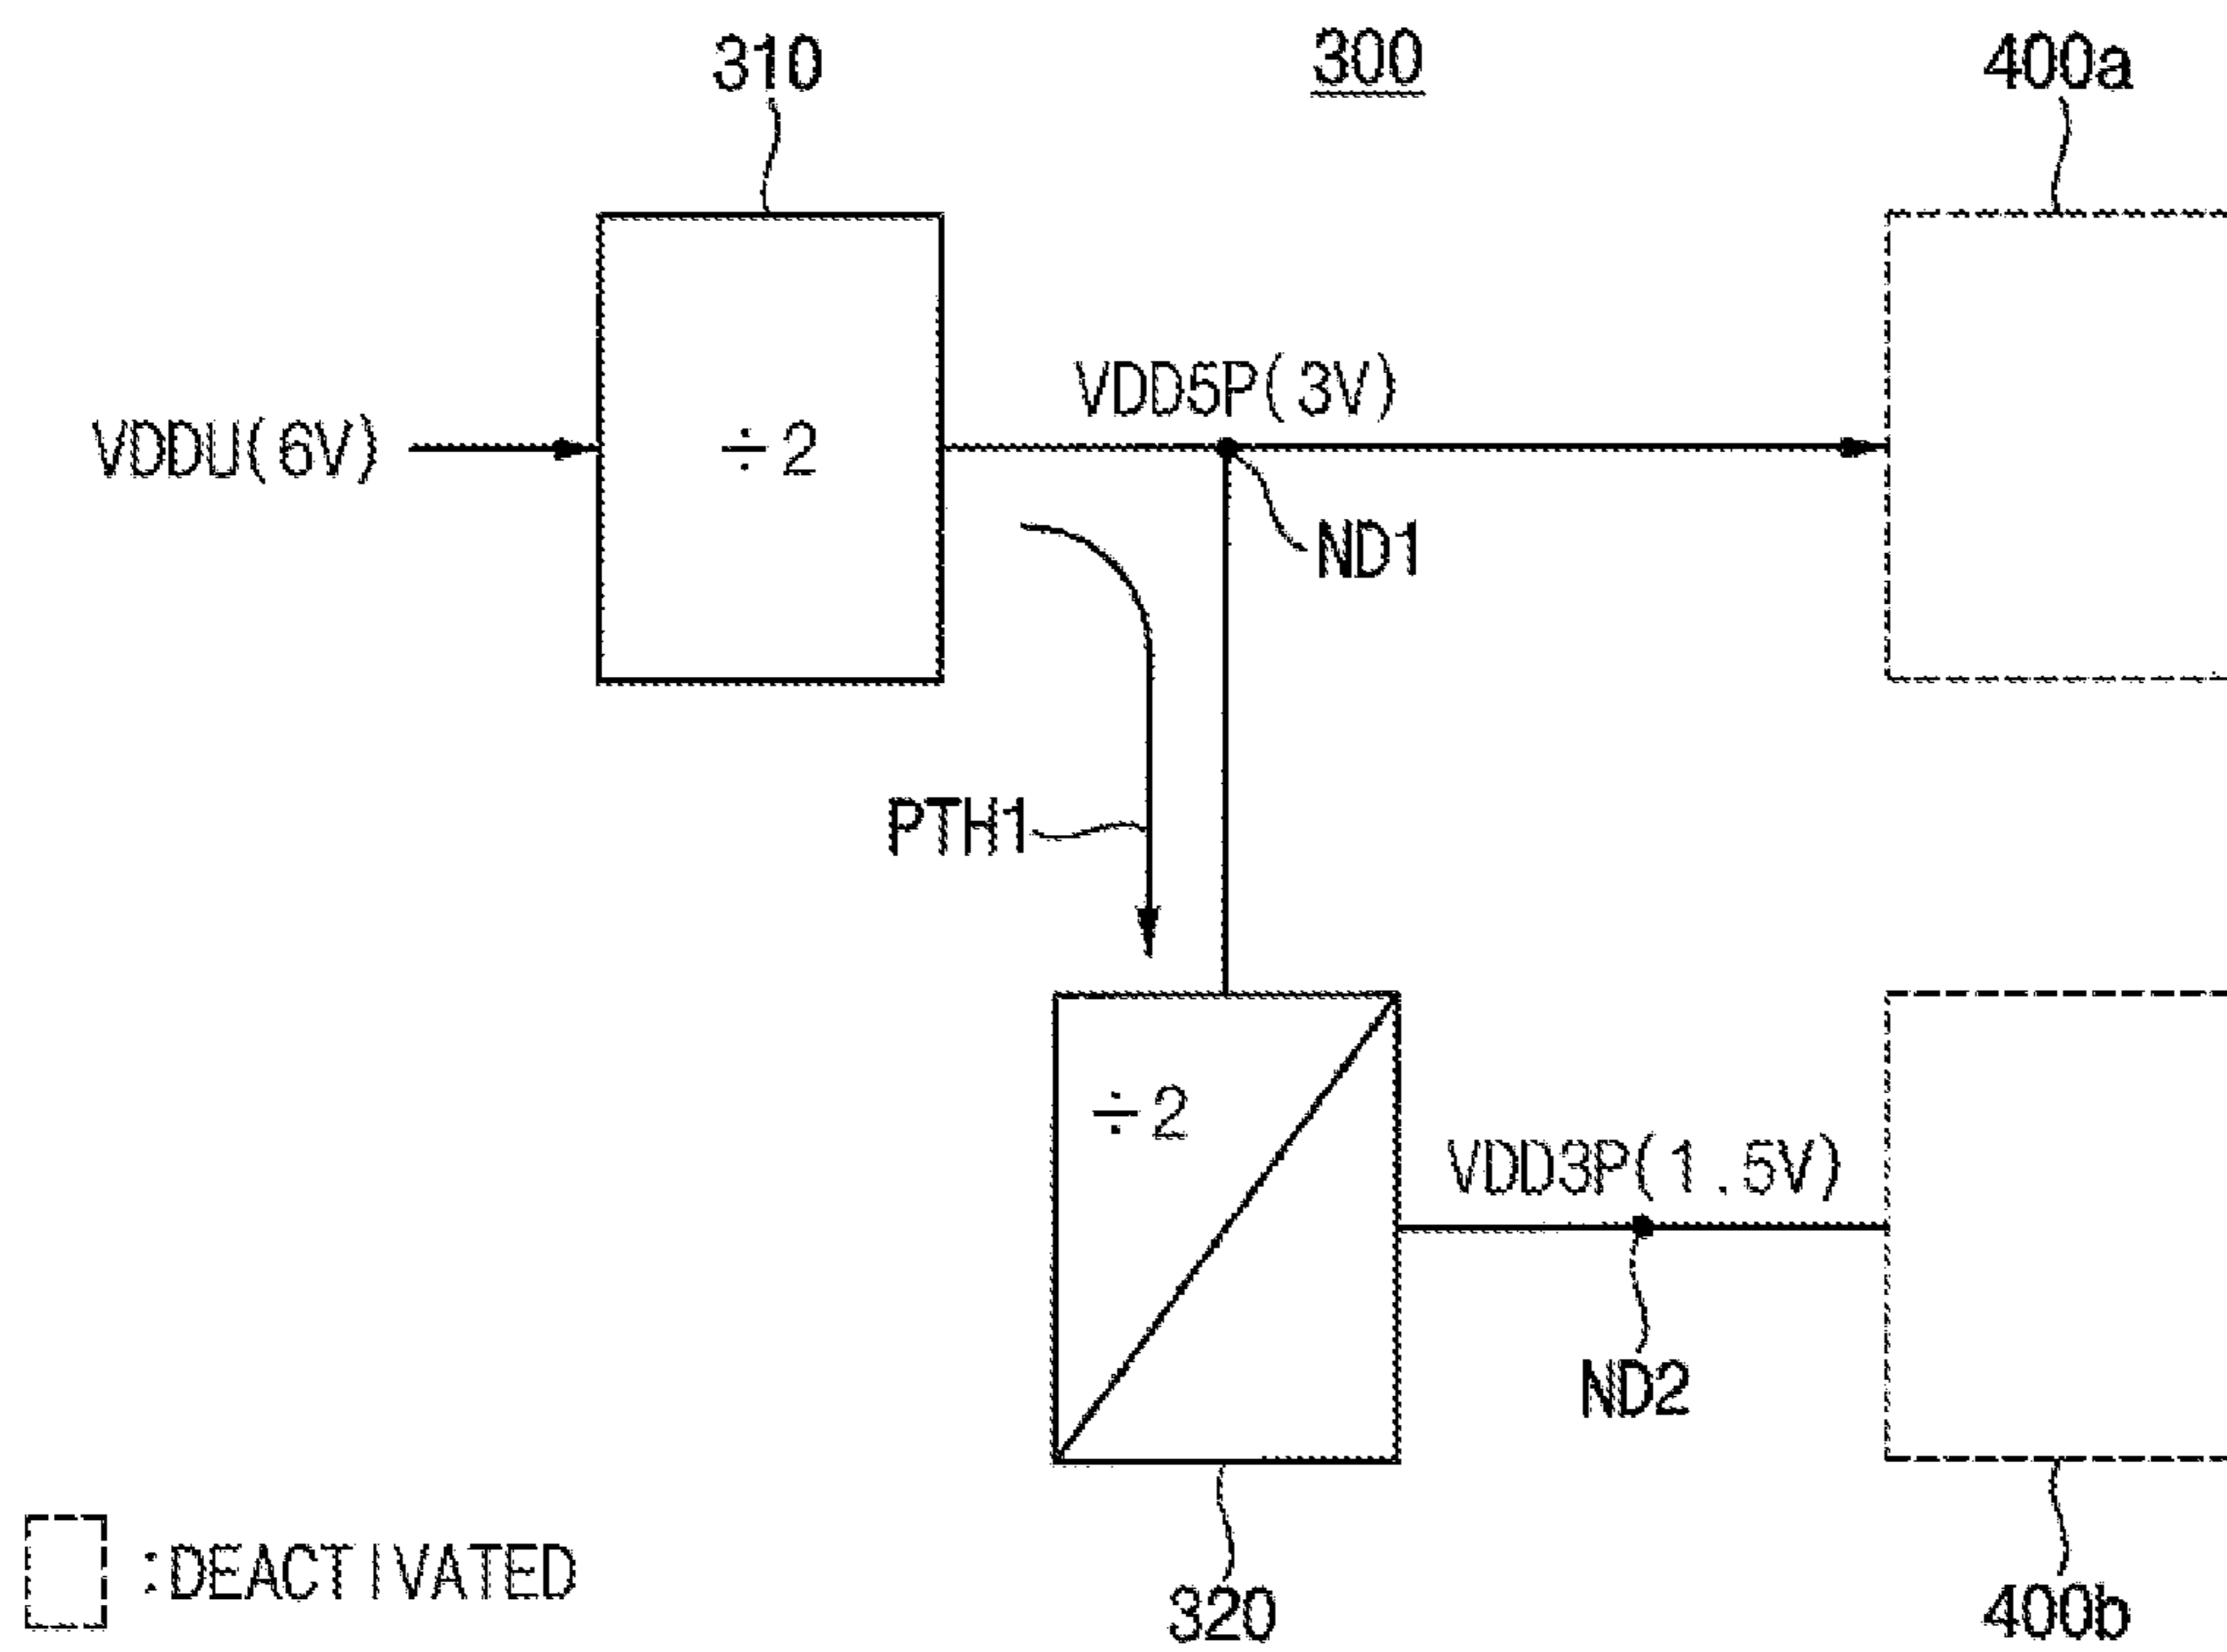 310
300
400a
VDDU(6V)
÷2
VDD5P(3V)
ND1
PTH1
÷2
VDD3P(1.5V)
ND2
:DEACTIVATED
320
400b